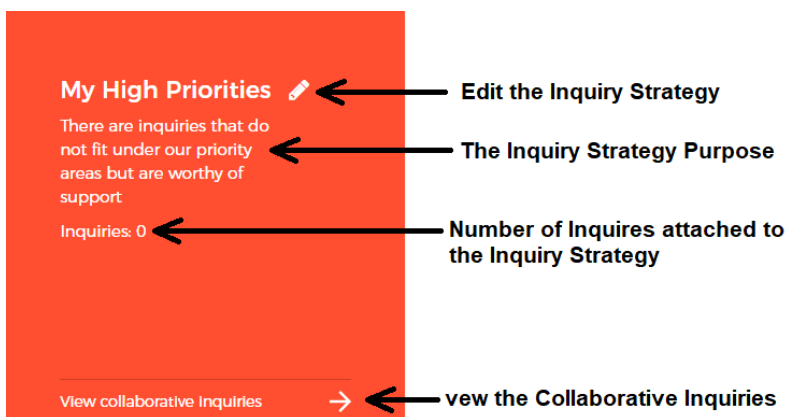 My High Priorities
Edit the Inquiry Strategy
There are inquiries that do
not fit under our priority
areas but are worthy of
support
The Inquiry Strategy Purpose
Inquiries: 0
Number of Inquires attached to
the Inquiry Strategy
View collaborative inquiries
vew the Collaborative Inquiries